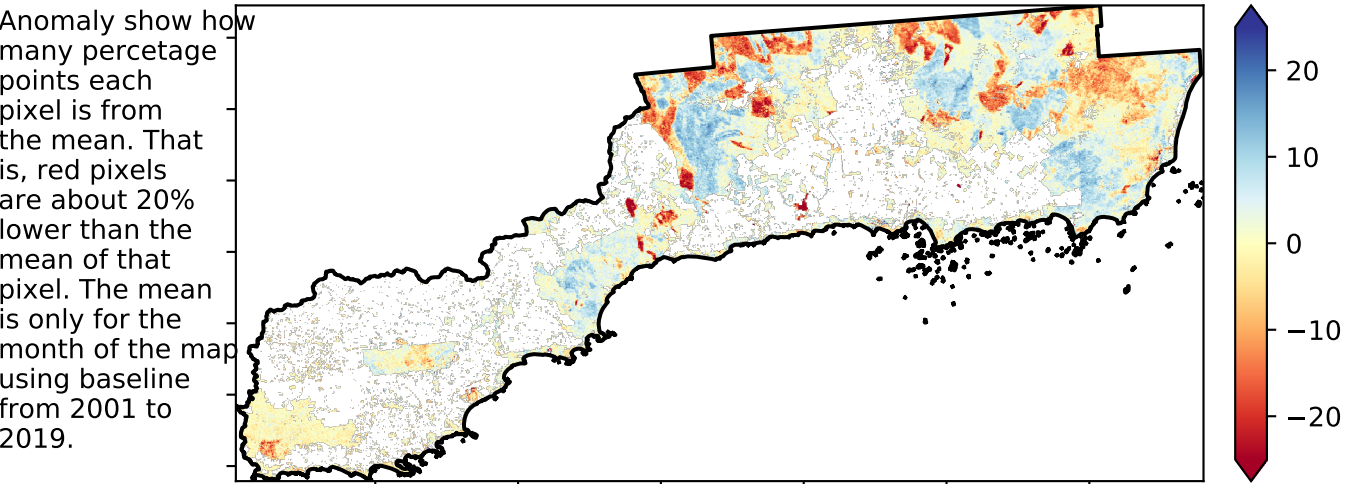 Anomaly show how
many percetage
points each
pixel is from
the mean. That
is, red pixels
are about 20%
lower than the
mean of that
pixel. The mean
is only for the
month of the map
using baseline
from 2001 to
2019.
20
10
0
−10
−20